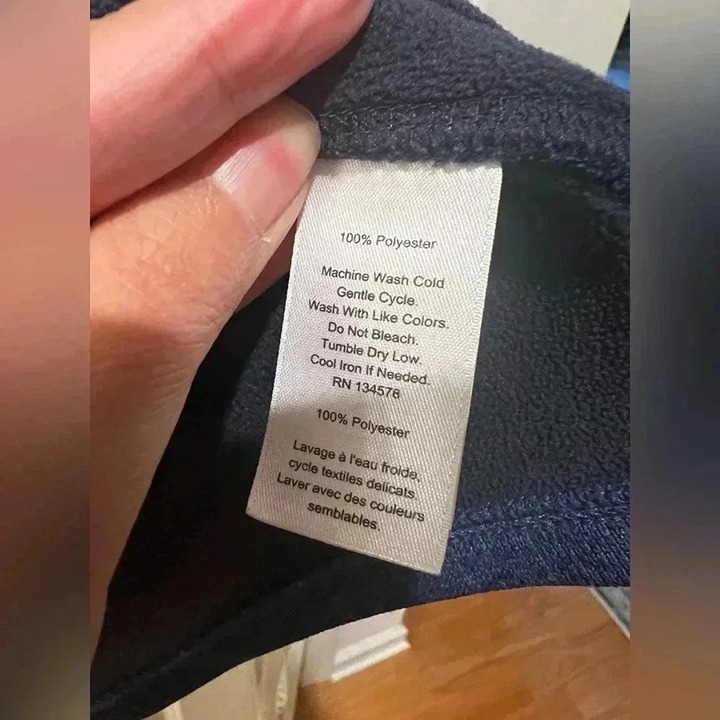 100% Polyester
Machine Wash Cold
Gentle Cycle.
Wash With Like Colors.
Do Not Bleach.
Tumble Dry Low.
Cool Iron If Needed.
RN 134578
100% Polyester
Lavage à l'eau froide,
cycle textiles delicats.
Laver avec des couleurs
semblables.